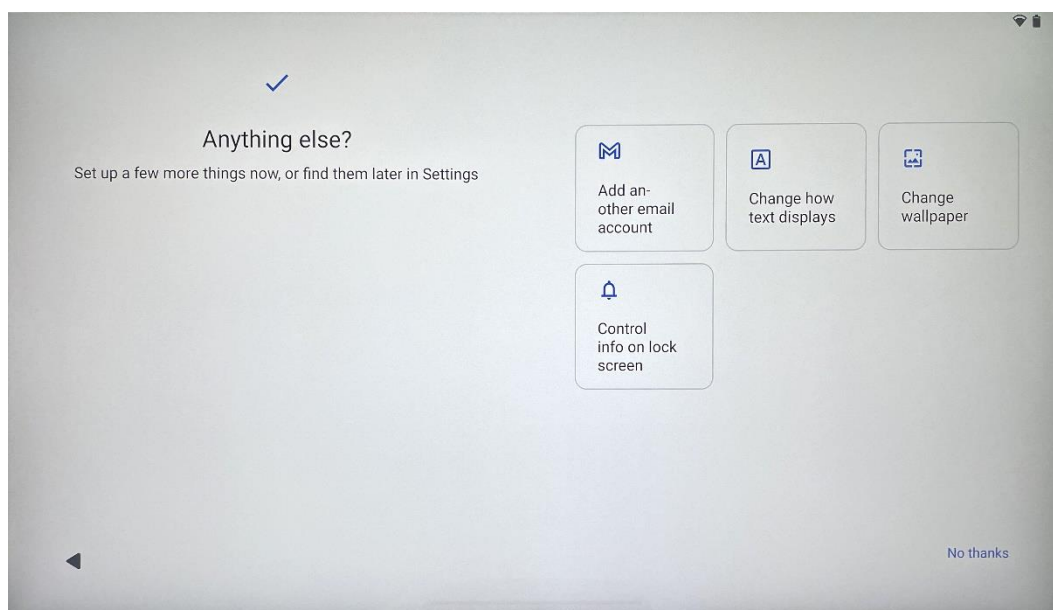 Anything else?
Set up a few more things now, or find them later in Settings
Add an-
other email
account
Change how
text displays
Change
wallpaper
Control
info on lock
screen
No thanks